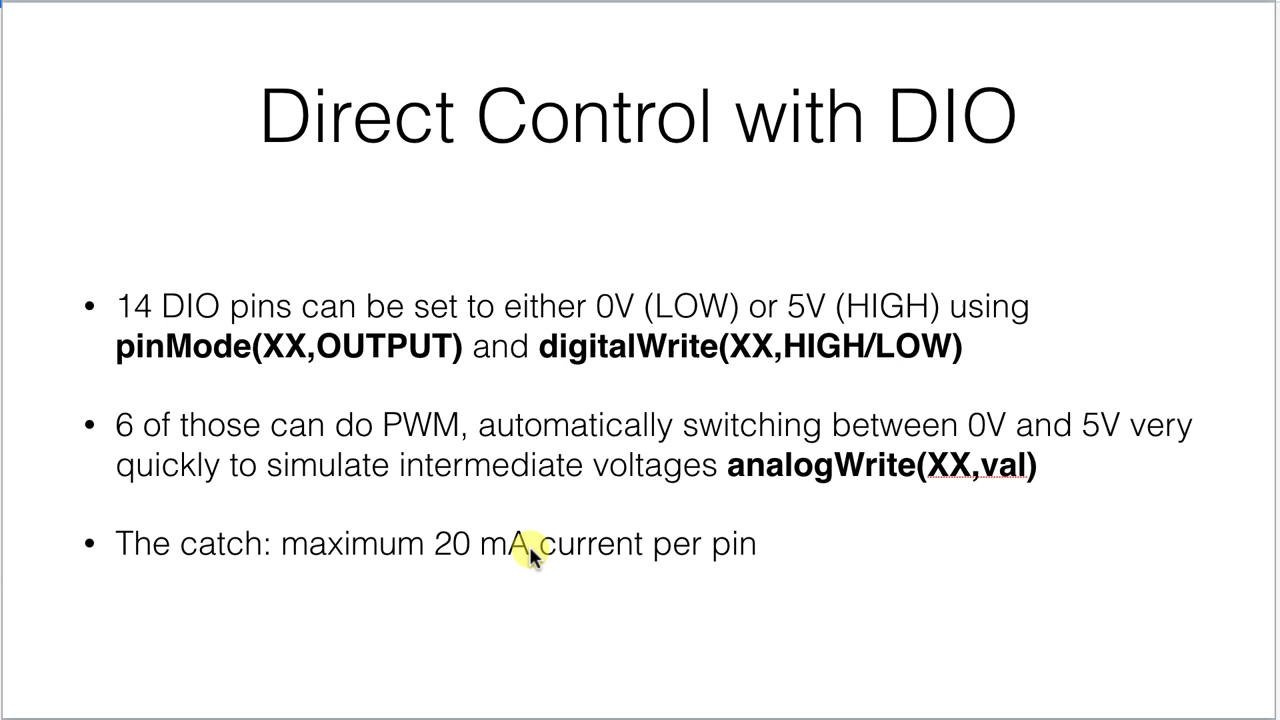 Direct Control with DIO
• 14 DIO pins can be set to either 0V (LOW) or 5V (HIGH) using
pinMode(XX,OUTPUT) and digitalWrite(XX,HIGH/LOW)
• 6 of those can do PWM, automatically switching between 0V and 5V very
quickly to simulate intermediate voltages analogWrite(XX,val)
• The catch: maximum 20 mA current per pin